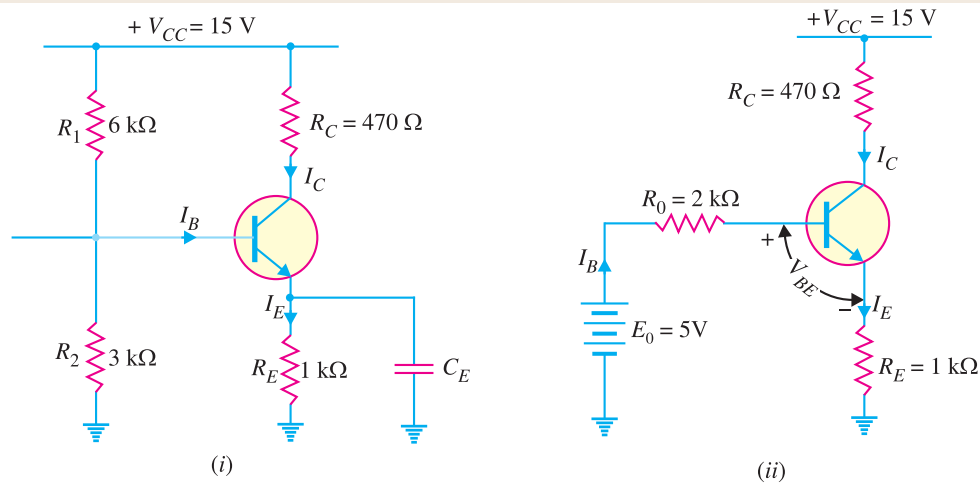 + V_CC = 15 V
R_1 6 kΩ
R_C = 470 Ω
I_C
I_B
I_E
R_2 3 kΩ
R_E 1 kΩ
C_E
(i)
+V_CC = 15 V
R_C = 470 Ω
I_C
R_0 = 2 kΩ
+
V_BE
–
I_B
I_E
E_0 = 5V
R_E = 1 kΩ
(ii)